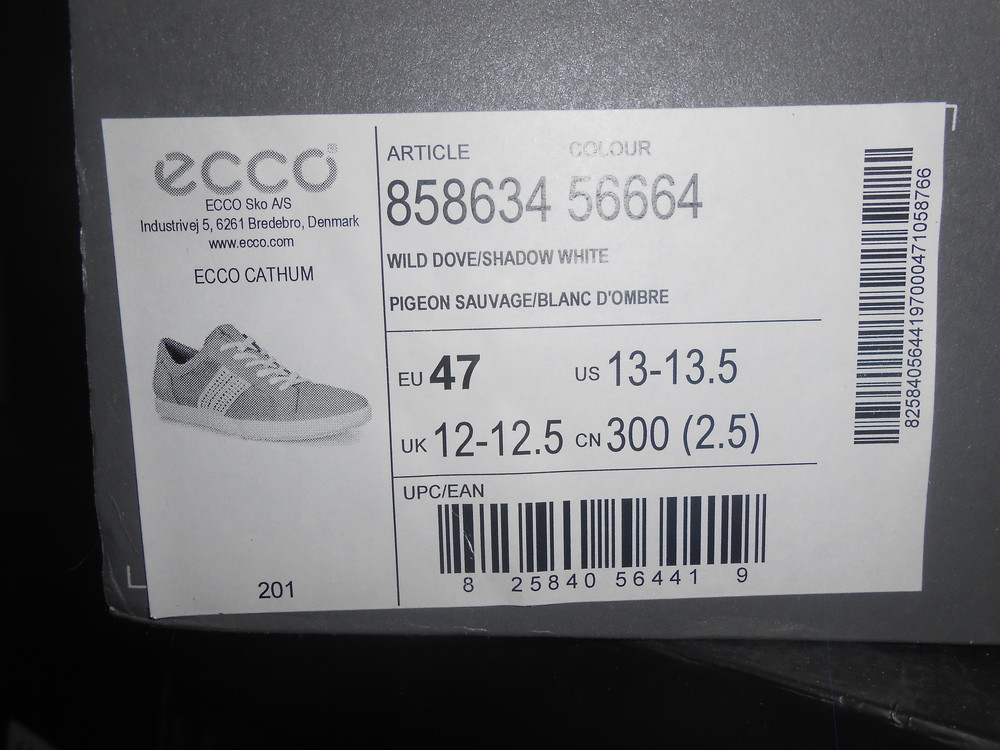 ecco®
ECCO Sko A/S
Industrivej 5, 6261 Bredebro, Denmark
www.ecco.com
ECCO CATHUM
201
ARTICLE COLOUR
858634 56664
WILD DOVE/SHADOW WHITE
PIGEON SAUVAGE/BLANC D'OMBRE
EU 47 US 13-13.5
UK 12-12.5 CN 300 (2.5)
UPC/EAN
8 25840 56441 9
825840564419700047105876​6